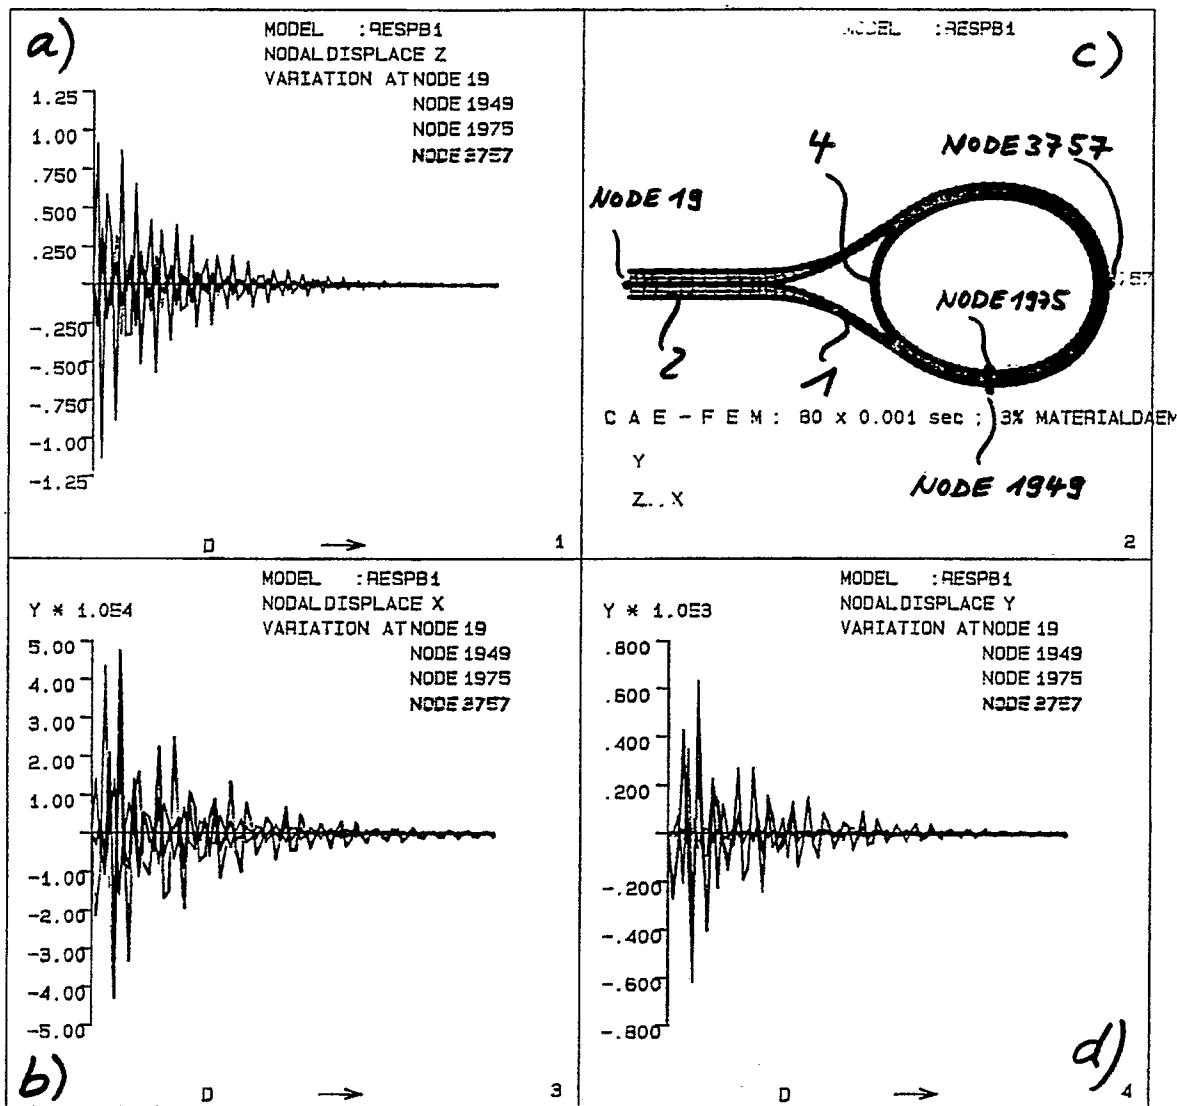 a)
MODEL :RESPB1
NODAL DISPLACE Z
VARIATION AT NODE 19
NODE 1949
NODE 1975
NODE 3757
1.25
1.00
.750
.500
.250
-.250
-.500
-.750
-1.00
-1.25
D
1
c)
MODEL :RESPB1
4
NODE 3757
NODE 19
NODE 1975
2
1
C A E - F E M : 80 x 0.001 sec ; 3% MATERIALDAEM
Y
Z..X
NODE 1949
2
MODEL :RESPB1
NODAL DISPLACE X
VARIATION AT NODE 19
NODE 1949
NODE 1975
NODE 3757
Y * 1.0E4
5.00
4.00
3.00
2.00
1.00
-1.00
-2.00
-3.00
-4.00
-5.00
b)
D
3
MODEL :RESPB1
NODAL DISPLACE Y
VARIATION AT NODE 19
NODE 1949
NODE 1975
NODE 3757
Y * 1.0E3
.800
.600
.400
.200
-.200
-.400
-.600
-.800
d)
D
4